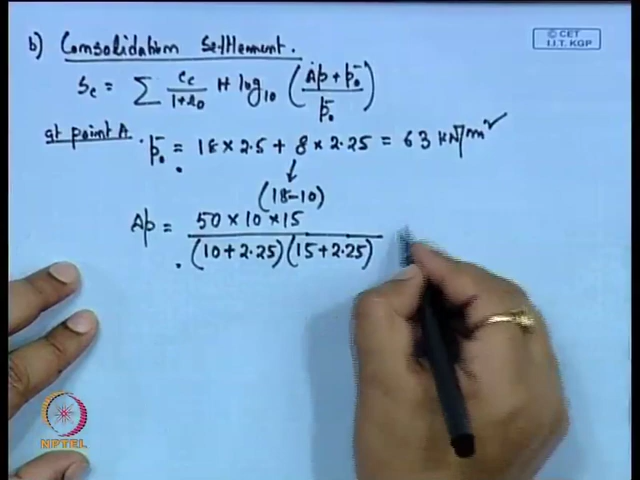 © CET
I.I.T. KGP
b) Consolidation Settlement.
Sc = ∑ Cc/(1+e0) H log10 ((Δp + p̄0)/p̄0)
at point A. p̄0 = 18 × 2.5 + 8 × 2.25 = 63 kN/m² ✓
(18-10)
Δp = 50 × 10 × 15
(10+2.25)(15+2.25)
NPTEL